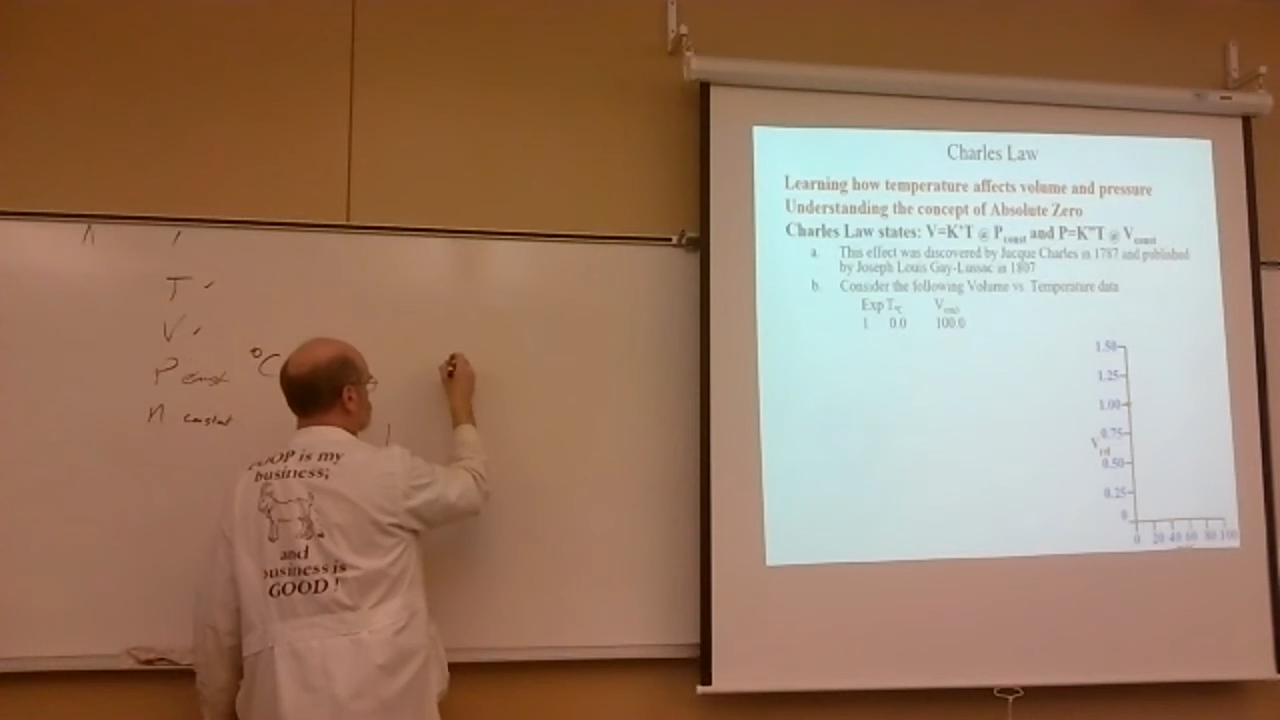 T
V
P const
n constant
°C
POOP is my
business;
and
business is
GOOD!
Charles Law
Learning how temperature affects volume and pressure
Understanding the concept of Absolute Zero
Charles Law states: V=K'T @ Pconst and P=K"T @ Vconst
a. This effect was discovered by Jacque Charles in 1787 and published
by Joseph Louis Gay-Lussac in 1807
b. Consider the following Volume vs. Temperature data
Exp T°C
1 0.0 100.0
1.50
1.25
1.00
0.75
0.50
0.25
0
0 20 40 60 80 100